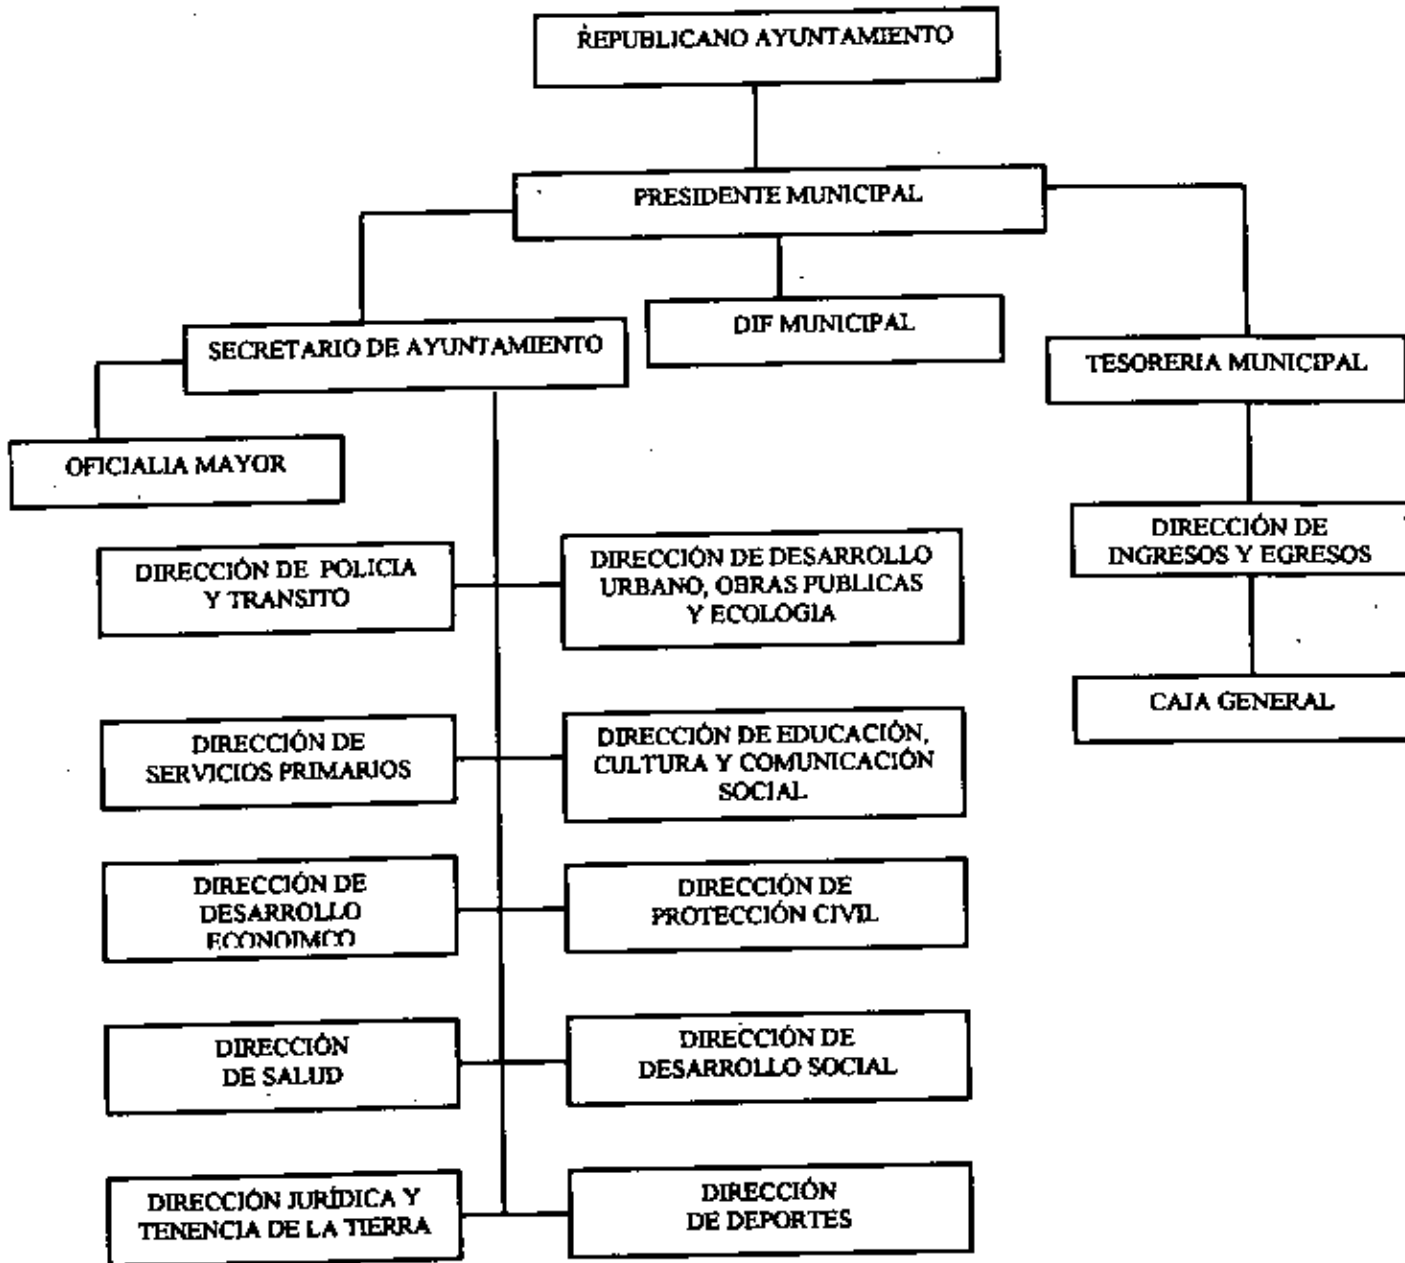 REPUBLICANO AYUNTAMIENTO
PRESIDENTE MUNICIPAL
SECRETARIO DE AYUNTAMIENTO
DIF MUNICIPAL
TESORERIA MUNICIPAL
OFICIALIA MAYOR
DIRECCIÓN DE POLICIA
Y TRANSITO
DIRECCIÓN DE DESARROLLO
URBANO, OBRAS PUBLICAS
Y ECOLOGIA
DIRECCIÓN DE
INGRESOS Y EGRESOS
CAJA GENERAL
DIRECCIÓN DE
SERVICIOS PRIMARIOS
DIRECCIÓN DE EDUCACIÓN,
CULTURA Y COMUNICACIÓN
SOCIAL
DIRECCIÓN DE
DESARROLLO
ECONOIMCO
DIRECCIÓN DE
PROTECCIÓN CIVIL
DIRECCIÓN
DE SALUD
DIRECCIÓN DE
DESARROLLO SOCIAL
DIRECCIÓN JURÍDICA Y
TENENCIA DE LA TIERRA
DIRECCIÓN
DE DEPORTES